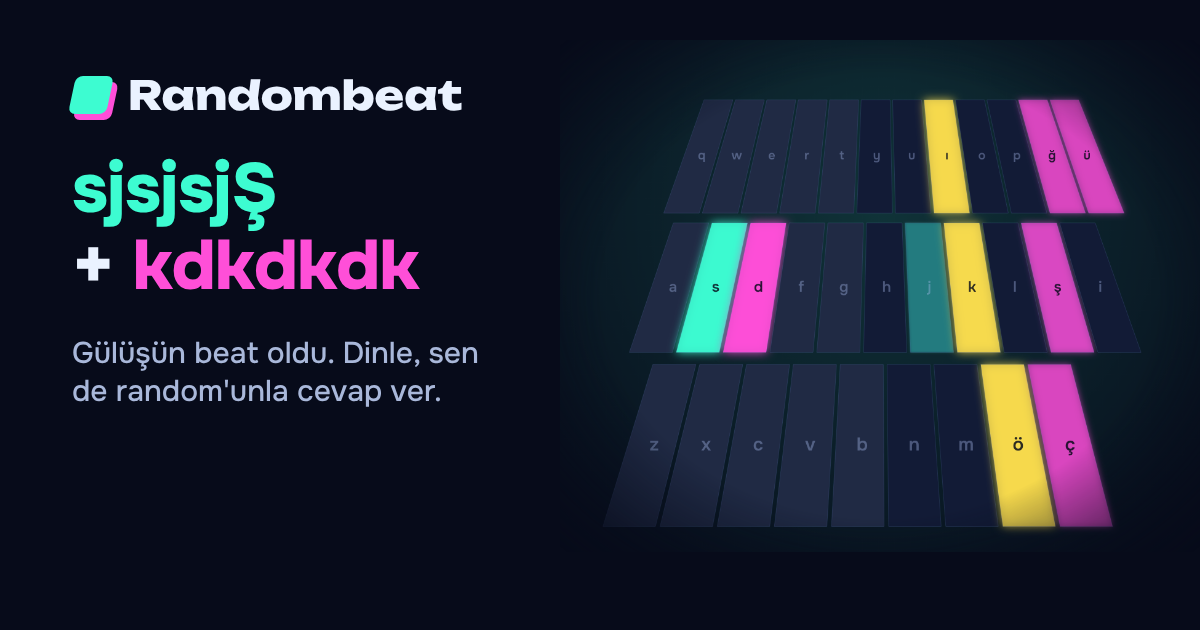 Randombeat
sjsjsjŞ
+ kdkdkdk
Gülüşün beat oldu. Dinle, sen
de random'unla cevap ver.
q w e r t y u ı o p ğ ü
a s d f g h j k l ş i
z x c v b n m ö ç